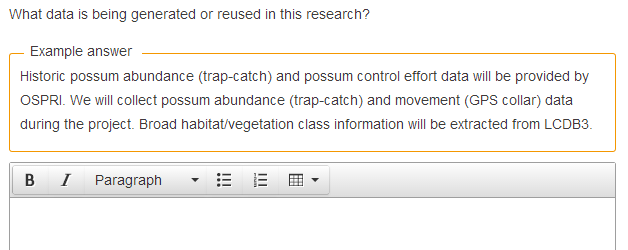 What data is being generated or reused in this research?
Example answer
Historic possum abundance (trap-catch) and possum control effort data will be provided by
OSPRI. We will collect possum abundance (trap-catch) and movement (GPS collar) data
during the project. Broad habitat/vegetation class information will be extracted from LCDB3.
B I Paragraph